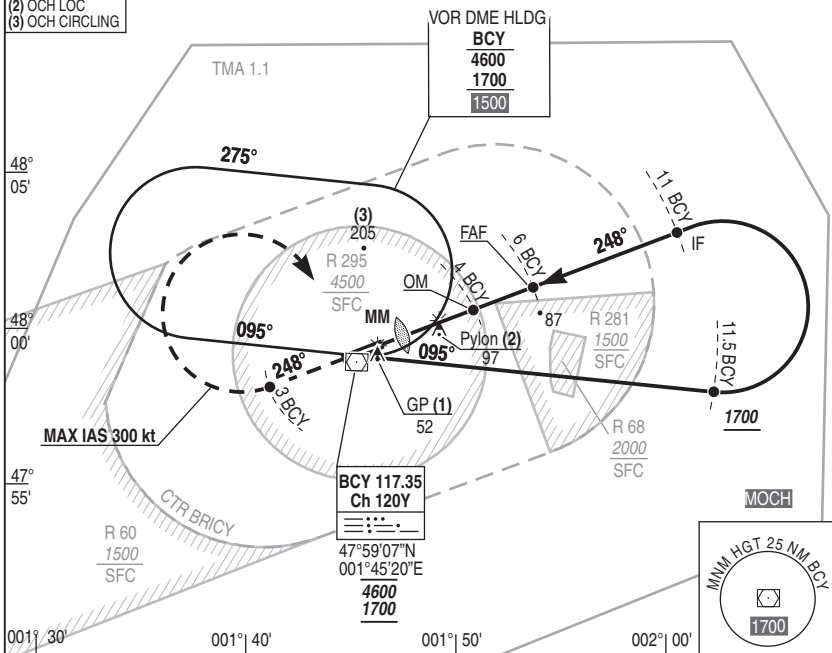 (2) OCH LOC
(3) OCH CIRCLING
VOR DME HLDG
BCY
4600
1700
1500
TMA 1.1
275°
48°
05'
(3)
205
R 295
4500
SFC
FAF
6 BCY
248°
11 BCY
IF
OM
4 BCY
MM
87
R 281
1500
SFC
48°
00'
095°
Pylon (2)
97
095°
11.5 BCY
248°
3 BCY
GP (1)
52
1700
MAX IAS 300 kt
R 68
2000
SFC
47°
55'
CTR BRICY
BCY 117.35
Ch 120Y
47°59'07"N
001°45'20"E
4600
1700
R 60
1500
SFC
MOCH
MNM HGT 25 NM BCY
1700
001° 30'
001° 40'
001° 50'
002° 00'